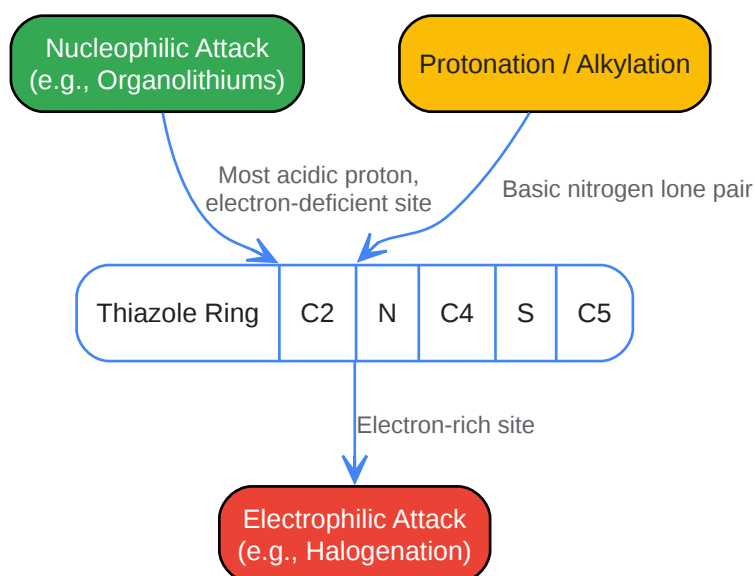 Nucleophilic Attack
(e.g., Organolithiums)
Protonation / Alkylation
Most acidic proton,
electron-deficient site
Basic nitrogen lone pair
Thiazole Ring
C2
N
C4
S
C5
Electron-rich site
Electrophilic Attack
(e.g., Halogenation)